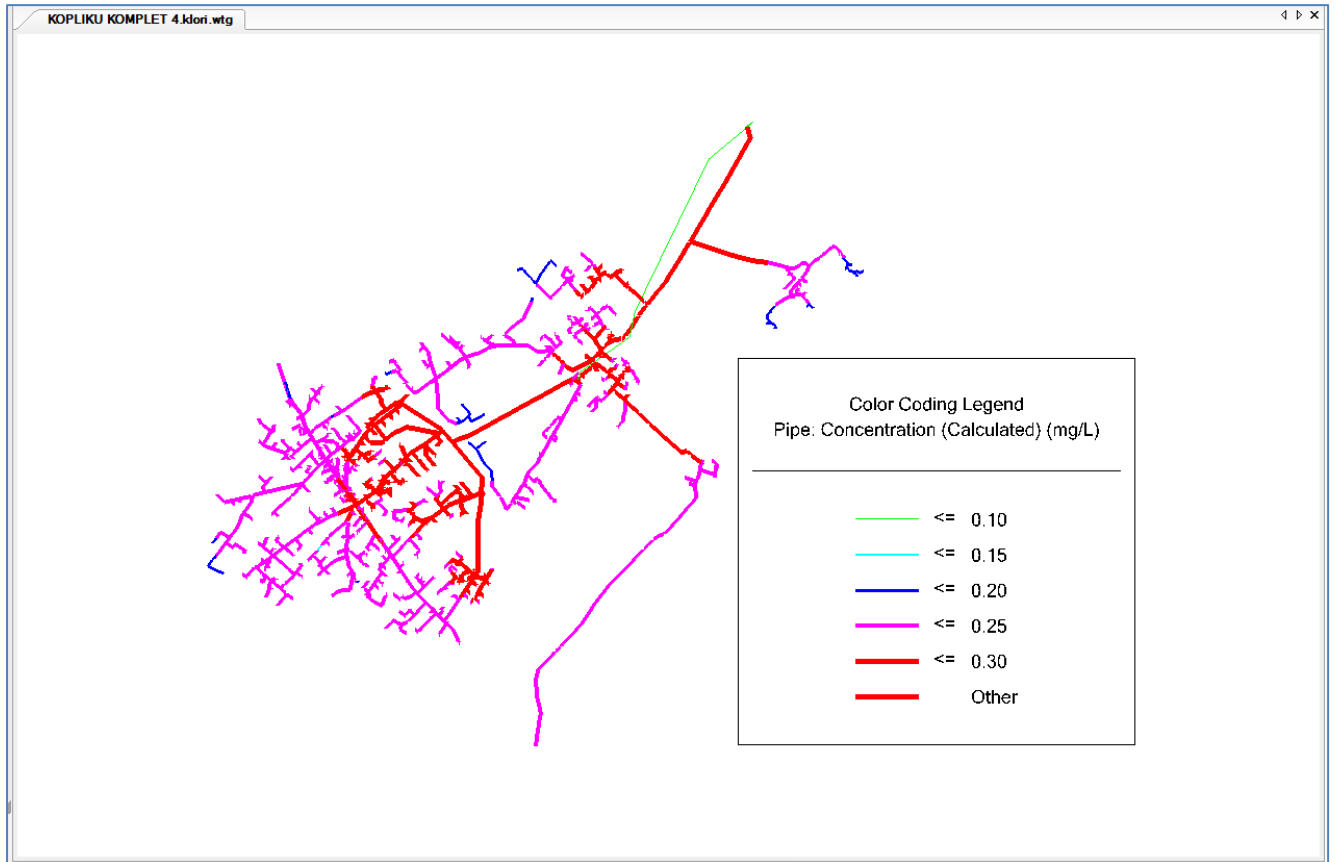 KOPLIKU KOMPLET 4.klori.wtg
Color Coding Legend
Pipe: Concentration (Calculated) (mg/L)
<= 0.10
<= 0.15
<= 0.20
<= 0.25
<= 0.30
Other